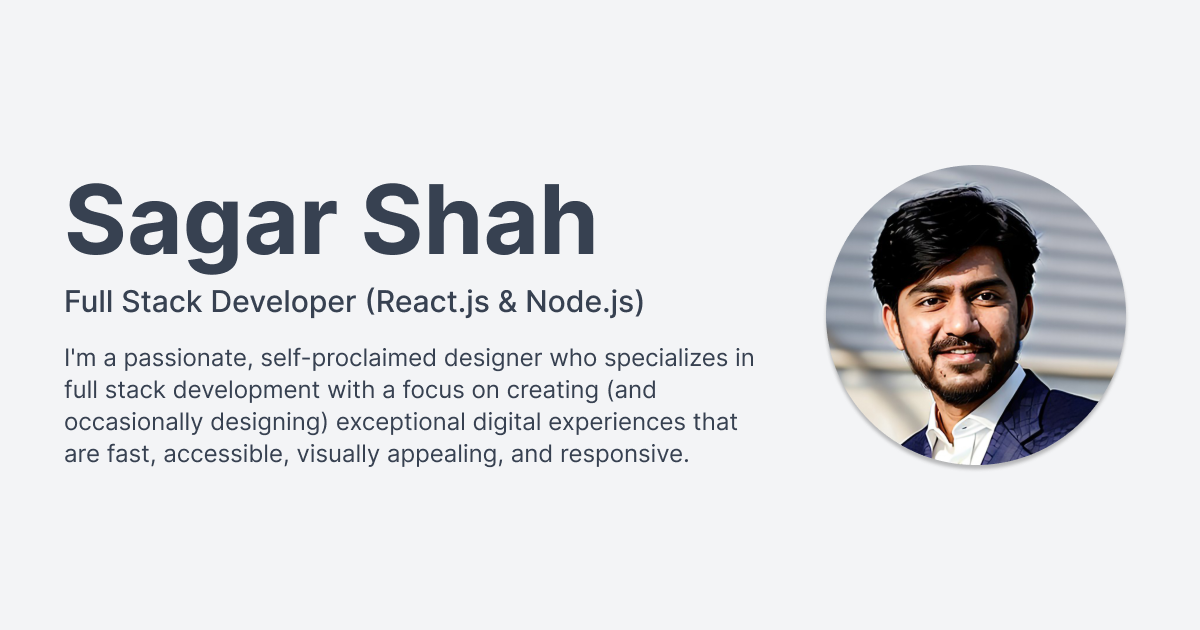 Sagar Shah
Full Stack Developer (React.js & Node.js)
I'm a passionate, self-proclaimed designer who specializes in
full stack development with a focus on creating (and
occasionally designing) exceptional digital experiences that
are fast, accessible, visually appealing, and responsive.